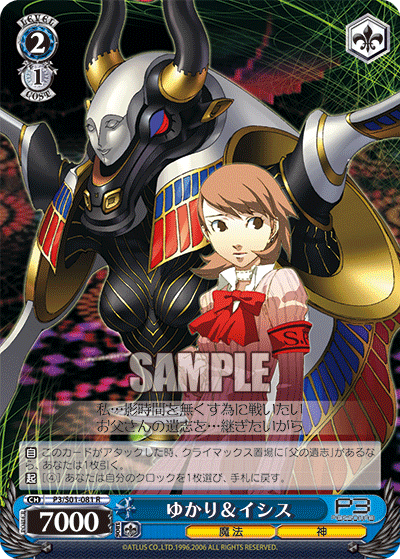 LEVEL
2
1
COST
SAMPLE
私…影時間を無くす為に戦いたい
お父さんの遺志を…継ぎたいから
自 このカードがアタックした時、クライマックス置場に「父の遺志」があるな
ら、あなたは1枚引く。
起 [④] あなたは自分のクロックを1枚選び、手札に戻す。
CH P3/S01-081 R
7000
ゆかり&イシス
P3
魔法
神
©ATLUS CO.,LTD.1996,2006 ALL RIGHTS RESERVED.